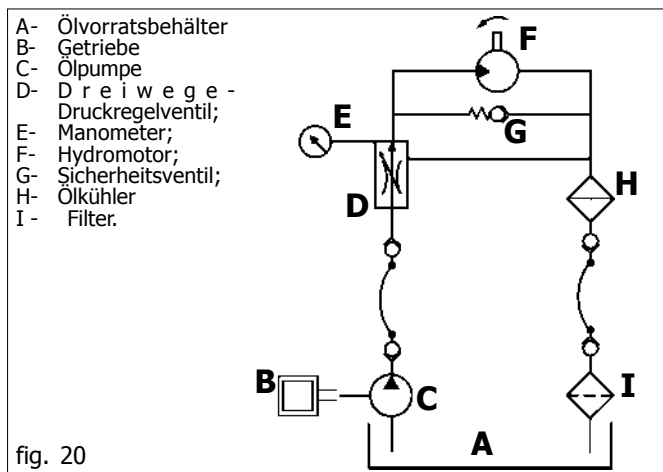 A- Ölvorratsbehälter
B- Getriebe
C- Ölpumpe
D- D r e i w e g e -
Druckregelventil;
E- Manometer;
F- Hydromotor;
G- Sicherheitsventil;
H- Ölkühler
I - Filter.
F
E
G
D
H
B
C
I
A
fig. 20